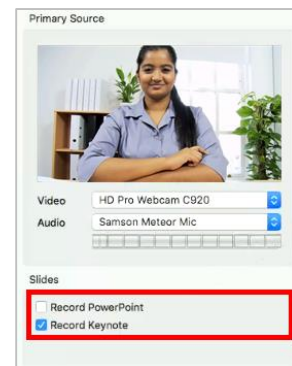 Primary Source
Video HD Pro Webcam C920
Audio Samson Meteor Mic
Slides
Record PowerPoint
Record Keynote